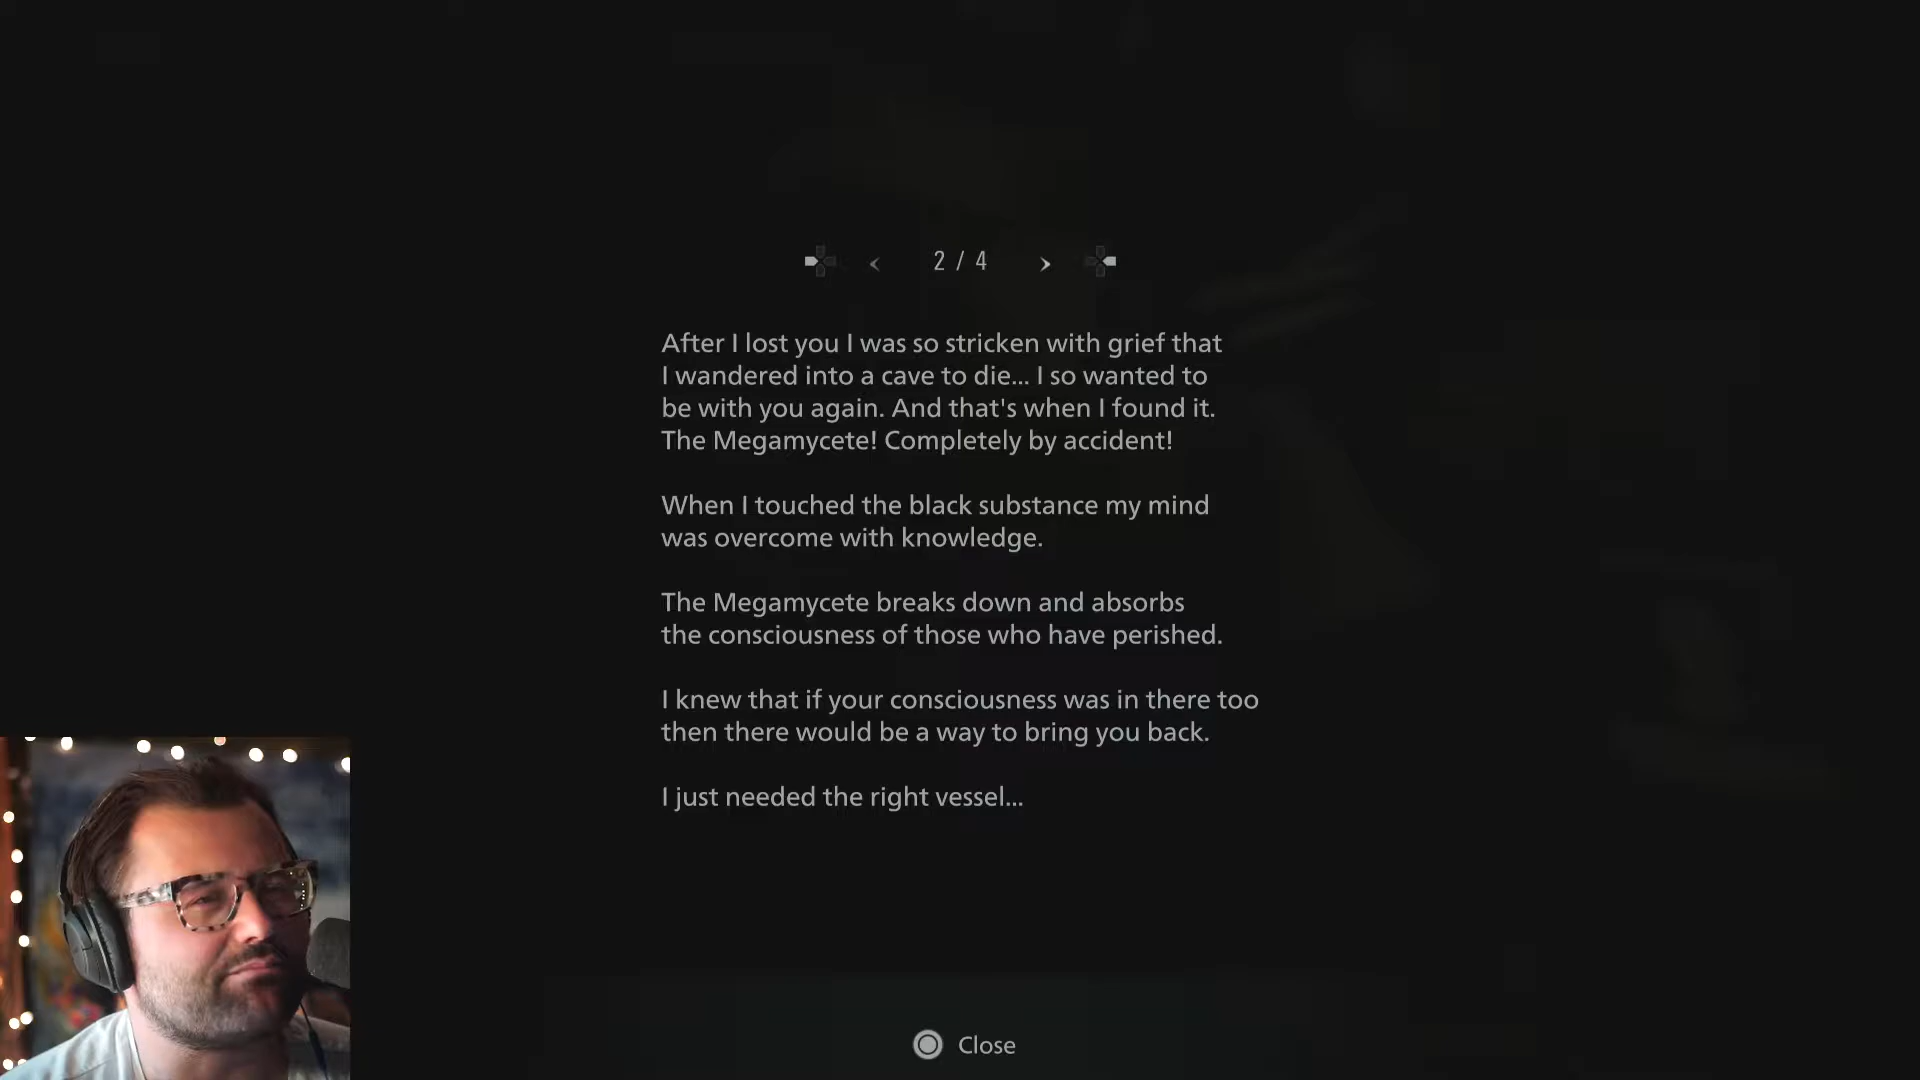 2 / 4
After I lost you I was so stricken with grief that
I wandered into a cave to die... I so wanted to
be with you again. And that's when I found it.
The Megamycete! Completely by accident!
When I touched the black substance my mind
was overcome with knowledge.
The Megamycete breaks down and absorbs
the consciousness of those who have perished.
I knew that if your consciousness was in there too
then there would be a way to bring you back.
I just needed the right vessel...
Close